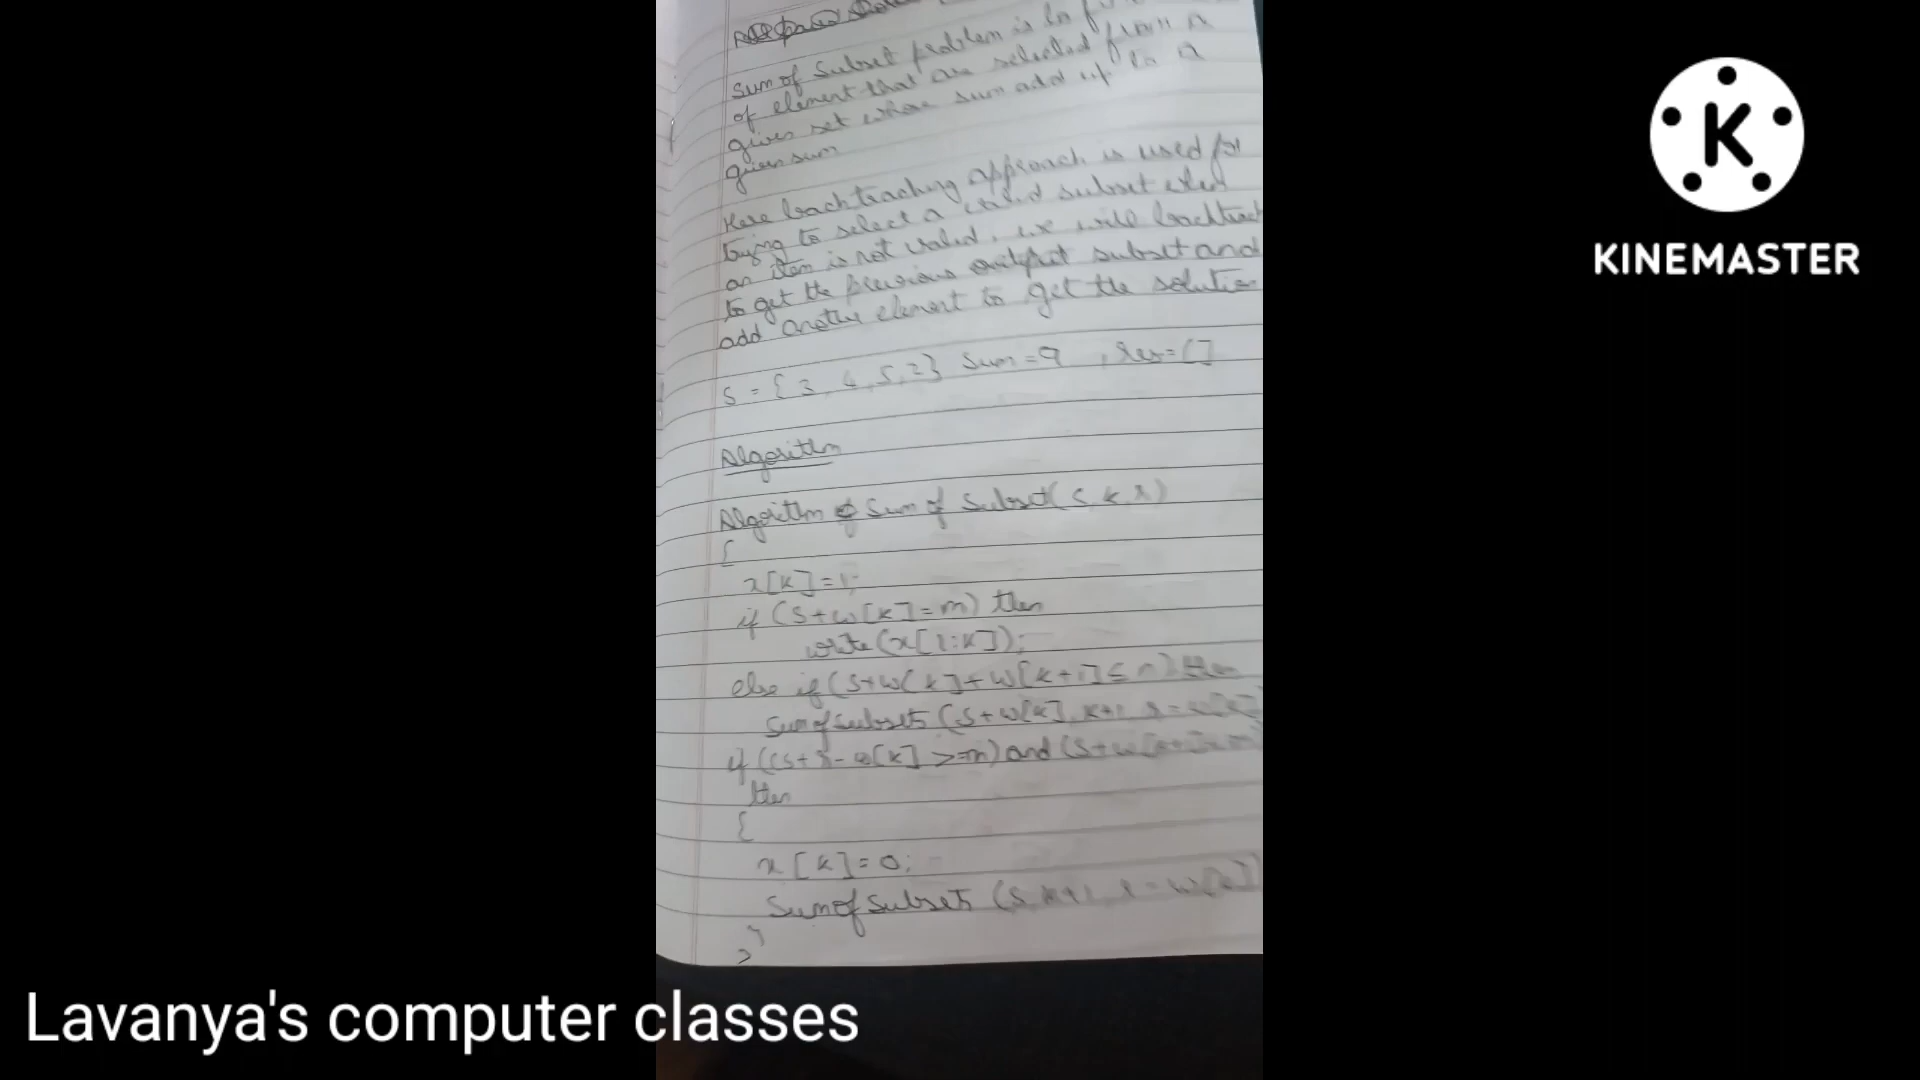 Sum of Subset problem is to
of element that are selected from a
given set whose sum add up to a
given sum
Here backtracking approach is used for
trying to select a valid subset when
an item is not valid, we will backtrack
to get the previous subset and
add another element to get the solution
S = {3, 4, 5, 2} Sum = 9 , res = []
Algorithm
Algorithm Sum of Subset(S, k, r)
{
x[k] = 1;
if (S+w[k] = m) then
write (x[1:k]);
else if (S+w[k]+w[k+1] ≤ m) then
Sum of subsets (S+w[k], k+1, r - w[k]
if ((S+r-w[k] >= m) and (S+w[k+1] ≤ m)
then
{
x[k] = 0;
Sum of Subsets (S, k+1, r - w[k])
}
}
K
KINEMASTER
Lavanya's computer classes